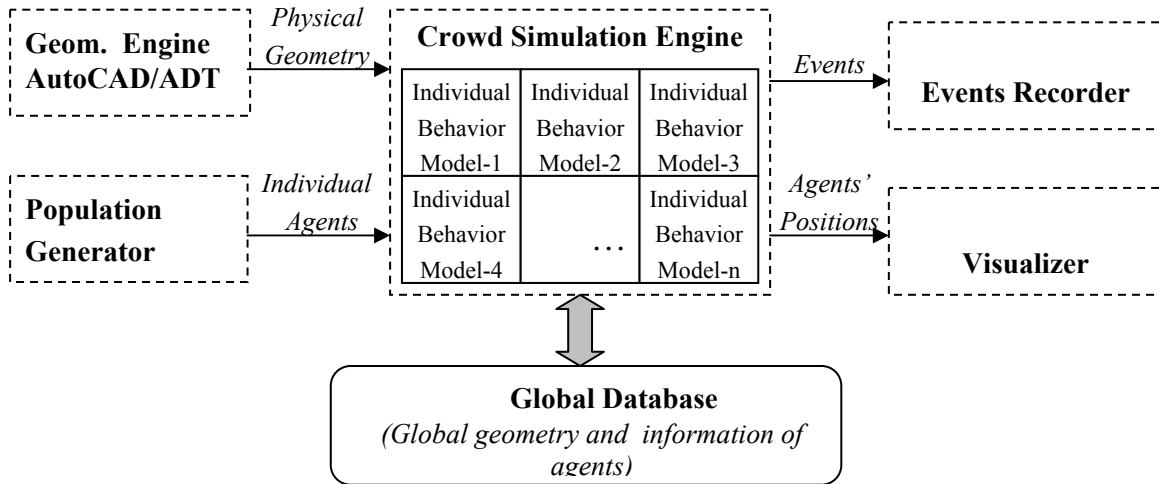 Geom. Engine
AutoCAD/ADT
Physical
Geometry
Crowd Simulation Engine
Individual
Behavior
Model-1
Individual
Behavior
Model-2
Individual
Behavior
Model-3
Individual
Behavior
Model-4
...
Individual
Behavior
Model-n
Events
Events Recorder
Population
Generator
Individual
Agents
Agents’
Positions
Visualizer
Global Database
(Global geometry and information of
agents)